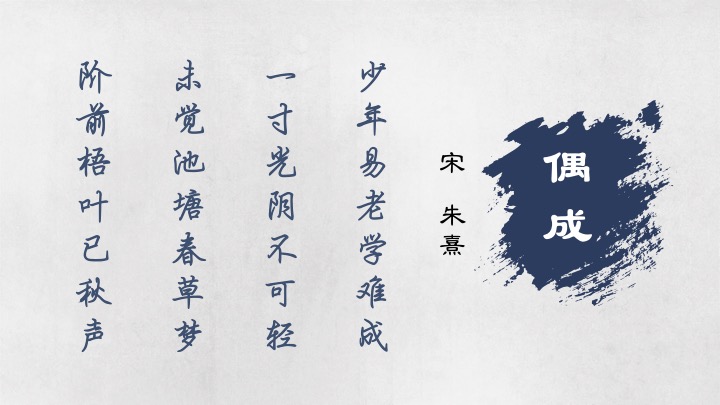 偶成
宋 朱熹
少年易老学难成
一寸光阴不可轻
未觉池塘春草梦
阶前梧叶已秋声